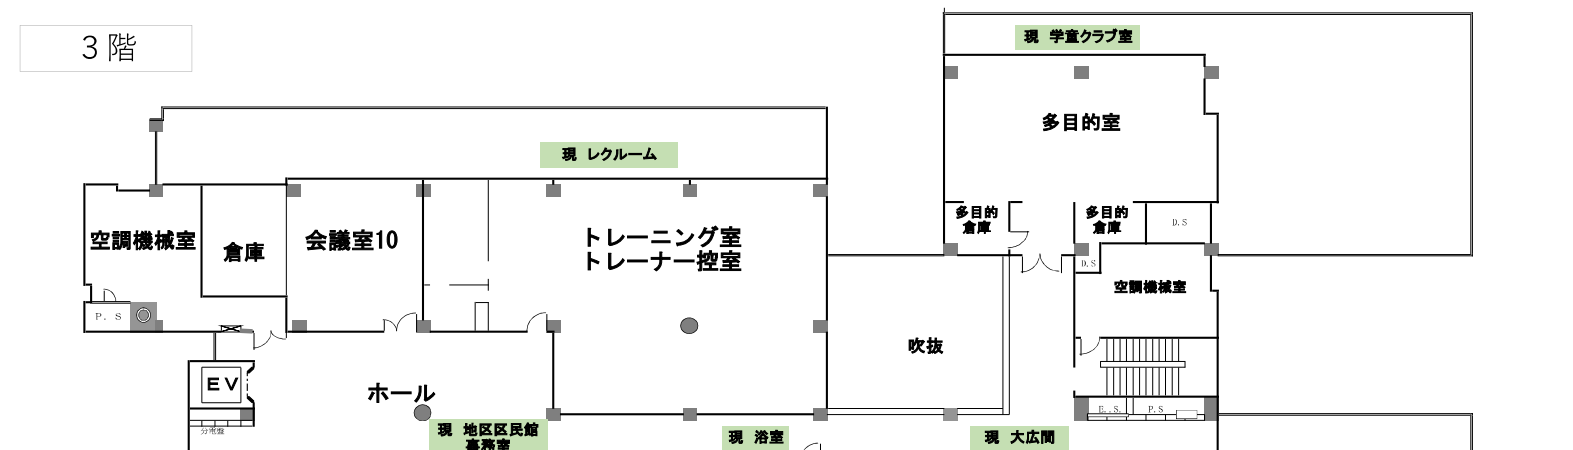 3階
現 学童クラブ室
多目的室
現 レクルーム
多目的
倉庫
多目的
倉庫
D.S
空調機械室
倉庫
会議室10
トレーニング室
トレーナー控室
D.S
空調機械室
P. S
吹抜
EV
ホール
E. S.
P.S
分電盤
現 地区区民館
事務室
現 浴室
現 大広間